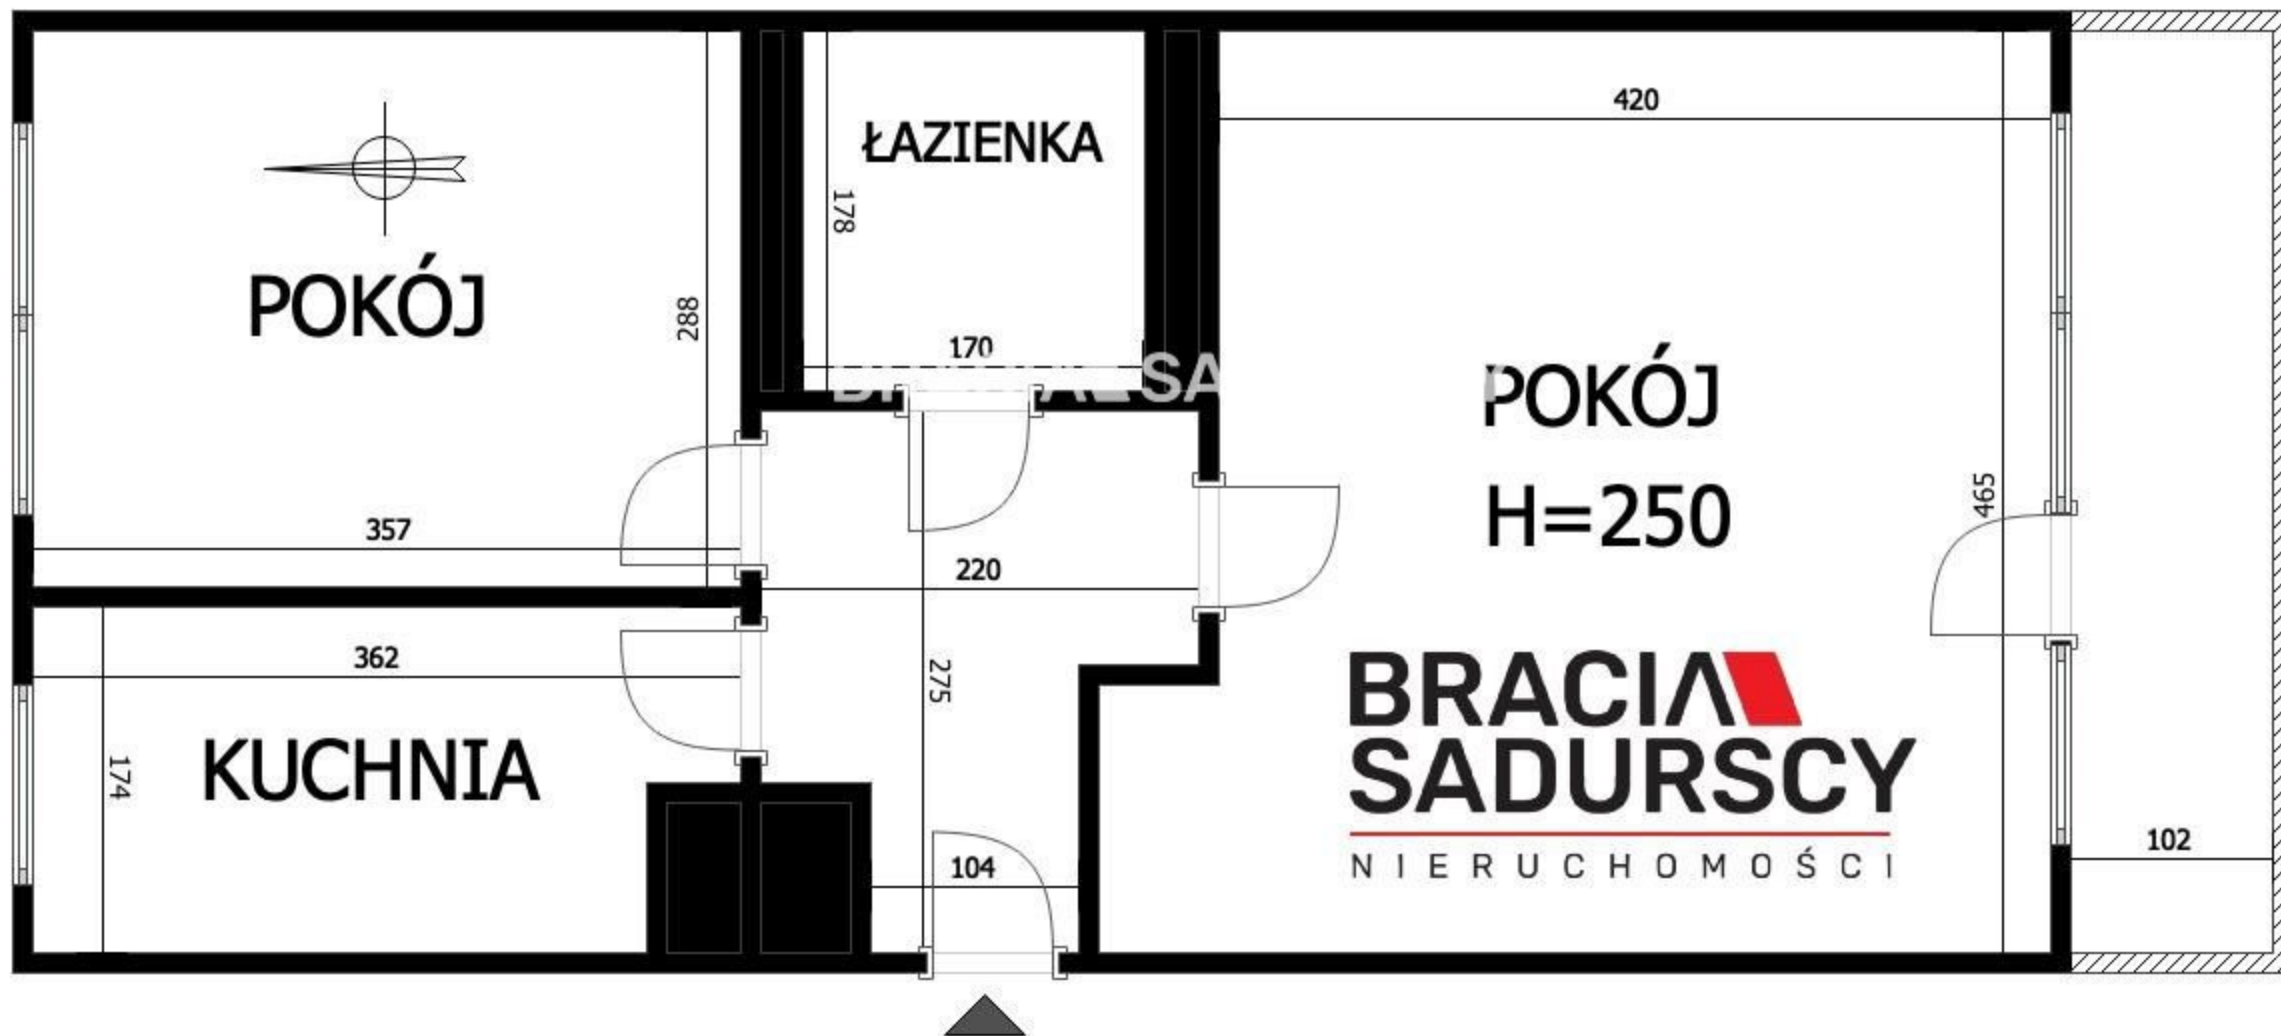 420
ŁAZIENKA
178
POKÓJ
288
170
POKÓJ
H=250
465
357
220
362
275
KUCHNIA
174
104
102
BRACIA
SADURSCY
NIERUCHOMOŚCI